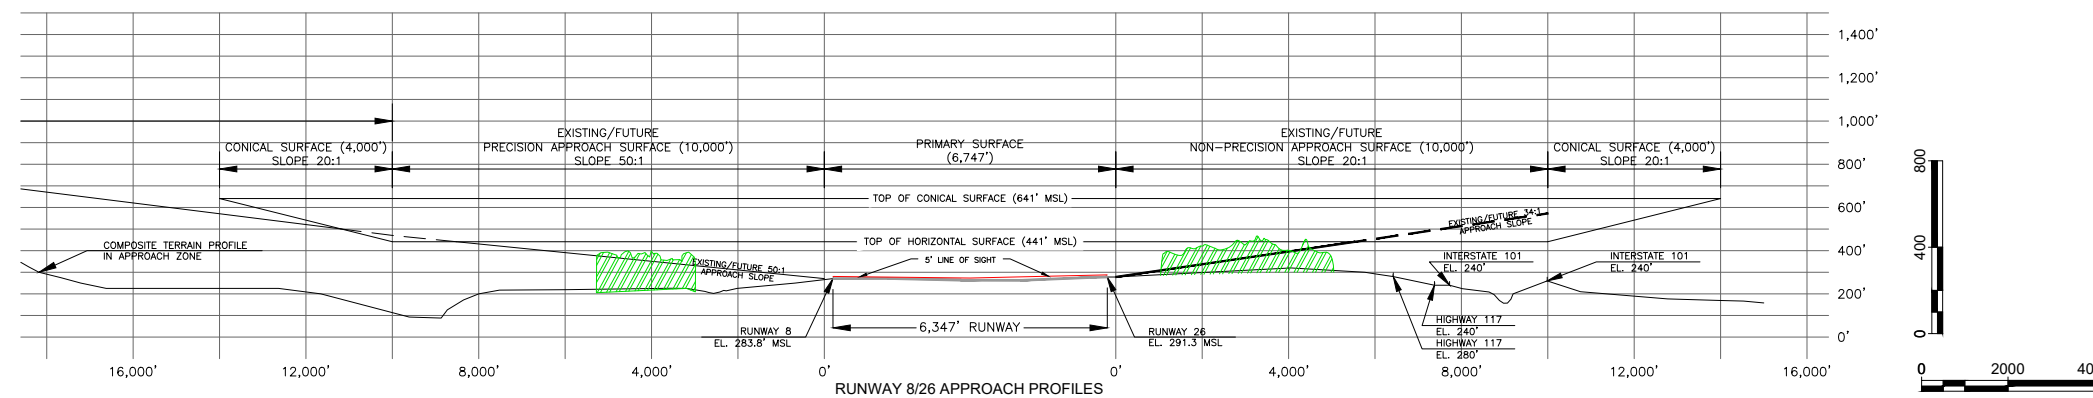 1,400'
1,200'
1,000'
800'
600'
400'
200'
0'
CONICAL SURFACE (4,000')
SLOPE 20:1
EXISTING/FUTURE
PRECISION APPROACH SURFACE (10,000')
SLOPE 50:1
PRIMARY SURFACE
(6,747')
EXISTING/FUTURE
NON-PRECISION APPROACH SURFACE (10,000')
SLOPE 20:1
CONICAL SURFACE (4,000')
SLOPE 20:1
TOP OF CONICAL SURFACE (641' MSL)
EXISTING/FUTURE 34:1
APPROACH SLOPE
TOP OF HORIZONTAL SURFACE (441' MSL)
COMPOSITE TERRAIN PROFILE
IN APPROACH ZONE
5' LINE OF SIGHT
EXISTING/FUTURE 50:1
APPROACH SLOPE
INTERSTATE 101
EL. 240'
INTERSTATE 101
EL. 240'
RUNWAY 8
EL. 283.8' MSL
6,347' RUNWAY
RUNWAY 26
EL. 291.3 MSL
HIGHWAY 117
EL. 240'
HIGHWAY 117
EL. 280'
16,000'
12,000'
8,000'
4,000'
0'
0'
4,000'
8,000'
12,000'
16,000'
RUNWAY 8/26 APPROACH PROFILES
800
400
0
0
2000